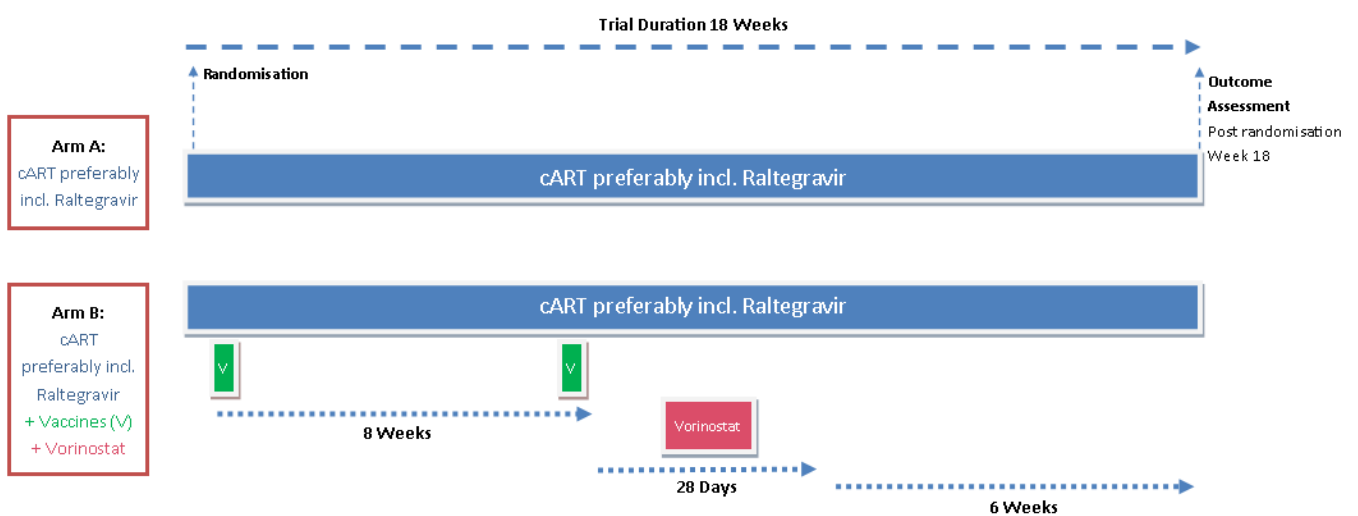 Trial Duration 18 Weeks
Randomisation
Outcome
Assessment
Post randomisation
Week 18
Arm A:
cART preferably
incl. Raltegravir
cART preferably incl. Raltegravir
Arm B:
cART
preferably incl.
Raltegravir
+ Vaccines (V)
+ Vorinostat
cART preferably incl. Raltegravir
V
V
8 Weeks
Vorinostat
28 Days
6 Weeks